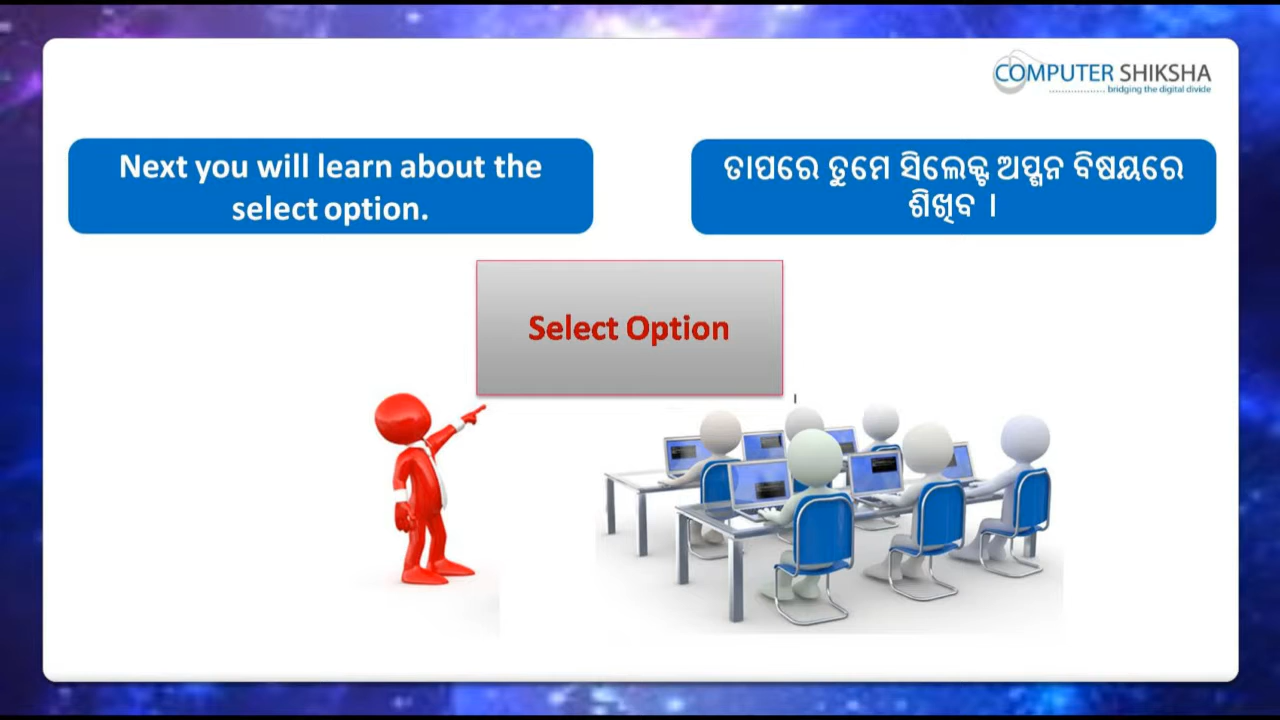 COMPUTER SHIKSHA
bridging the digital divide
Next you will learn about the
select option.
ତାପରେ ତୁମେ ସିଲେକ୍ଟ ଅପ୍ସନ ବିଷୟରେ
ଶିଖିବ ।
Select Option